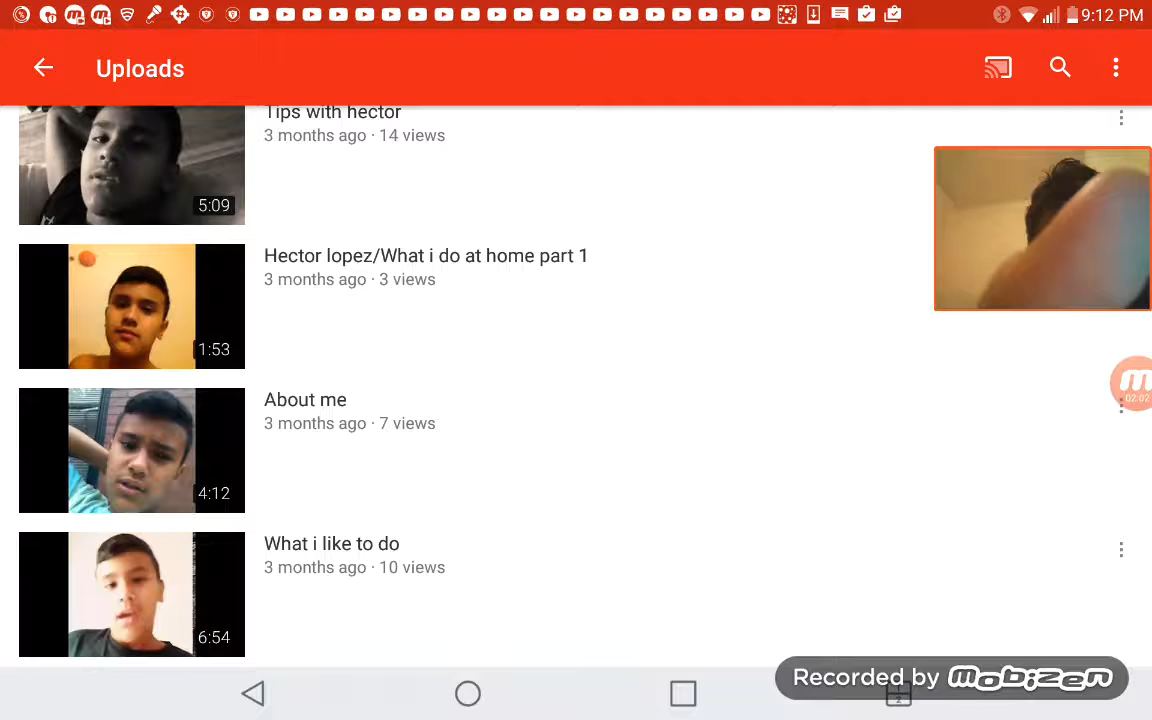 9:12 PM
Uploads
Tips with hector
3 months ago · 14 views
5:09
Hector lopez/What i do at home part 1
3 months ago · 3 views
1:53
02:02
About me
3 months ago · 7 views
4:12
What i like to do
3 months ago · 10 views
6:54
Recorded by mobizen